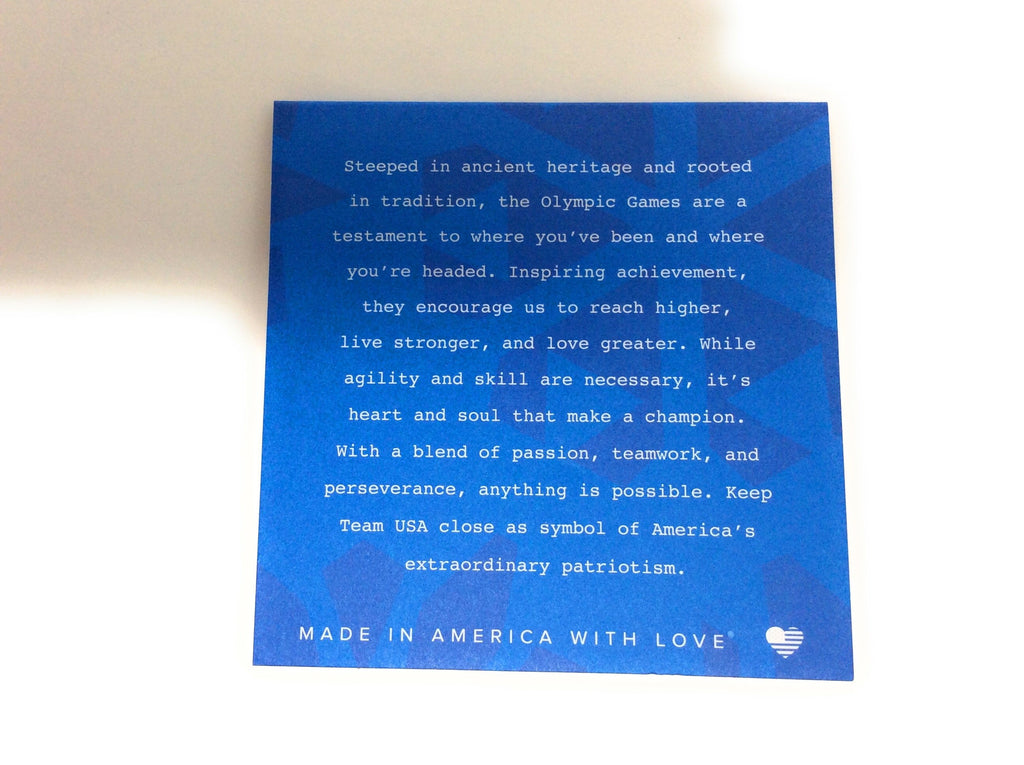 Steeped in ancient heritage and rooted
in tradition, the Olympic Games are a
testament to where you've been and where
you're headed. Inspiring achievement,
they encourage us to reach higher,
live stronger, and love greater. While
agility and skill are necessary, it's
heart and soul that make a champion.
With a blend of passion, teamwork, and
perseverance, anything is possible. Keep
Team USA close as symbol of America's
extraordinary patriotism.
MADE IN AMERICA WITH LOVE®